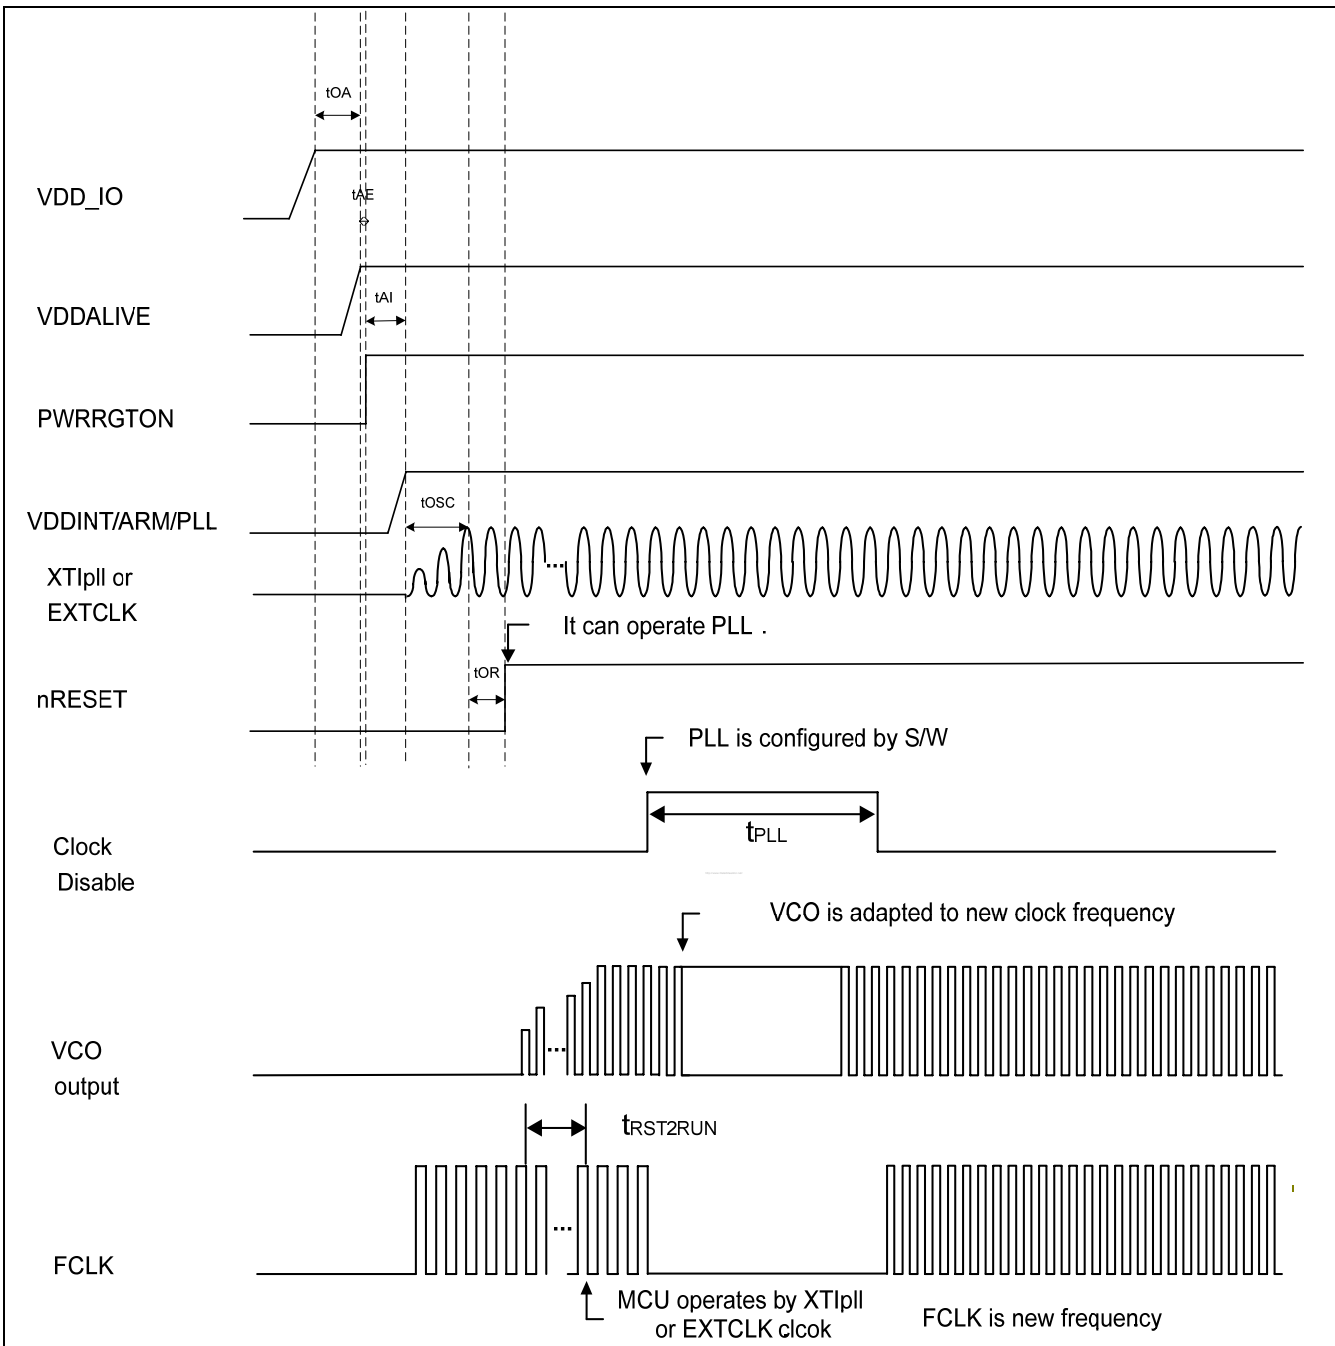 tOA
VDD_IO
tAE
VDDALIVE
tAI
PWRRGTON
VDDINT/ARM/PLL
tOSC
XTIpll or
EXTCLK
...
It can operate PLL .
nRESET
tOR
PLL is configured by S/W
Clock
Disable
tPLL
VCO is adapted to new clock frequency
VCO
output
...
tRST2RUN
FCLK
...
MCU operates by XTIpll
or EXTCLK clcok
FCLK is new frequency